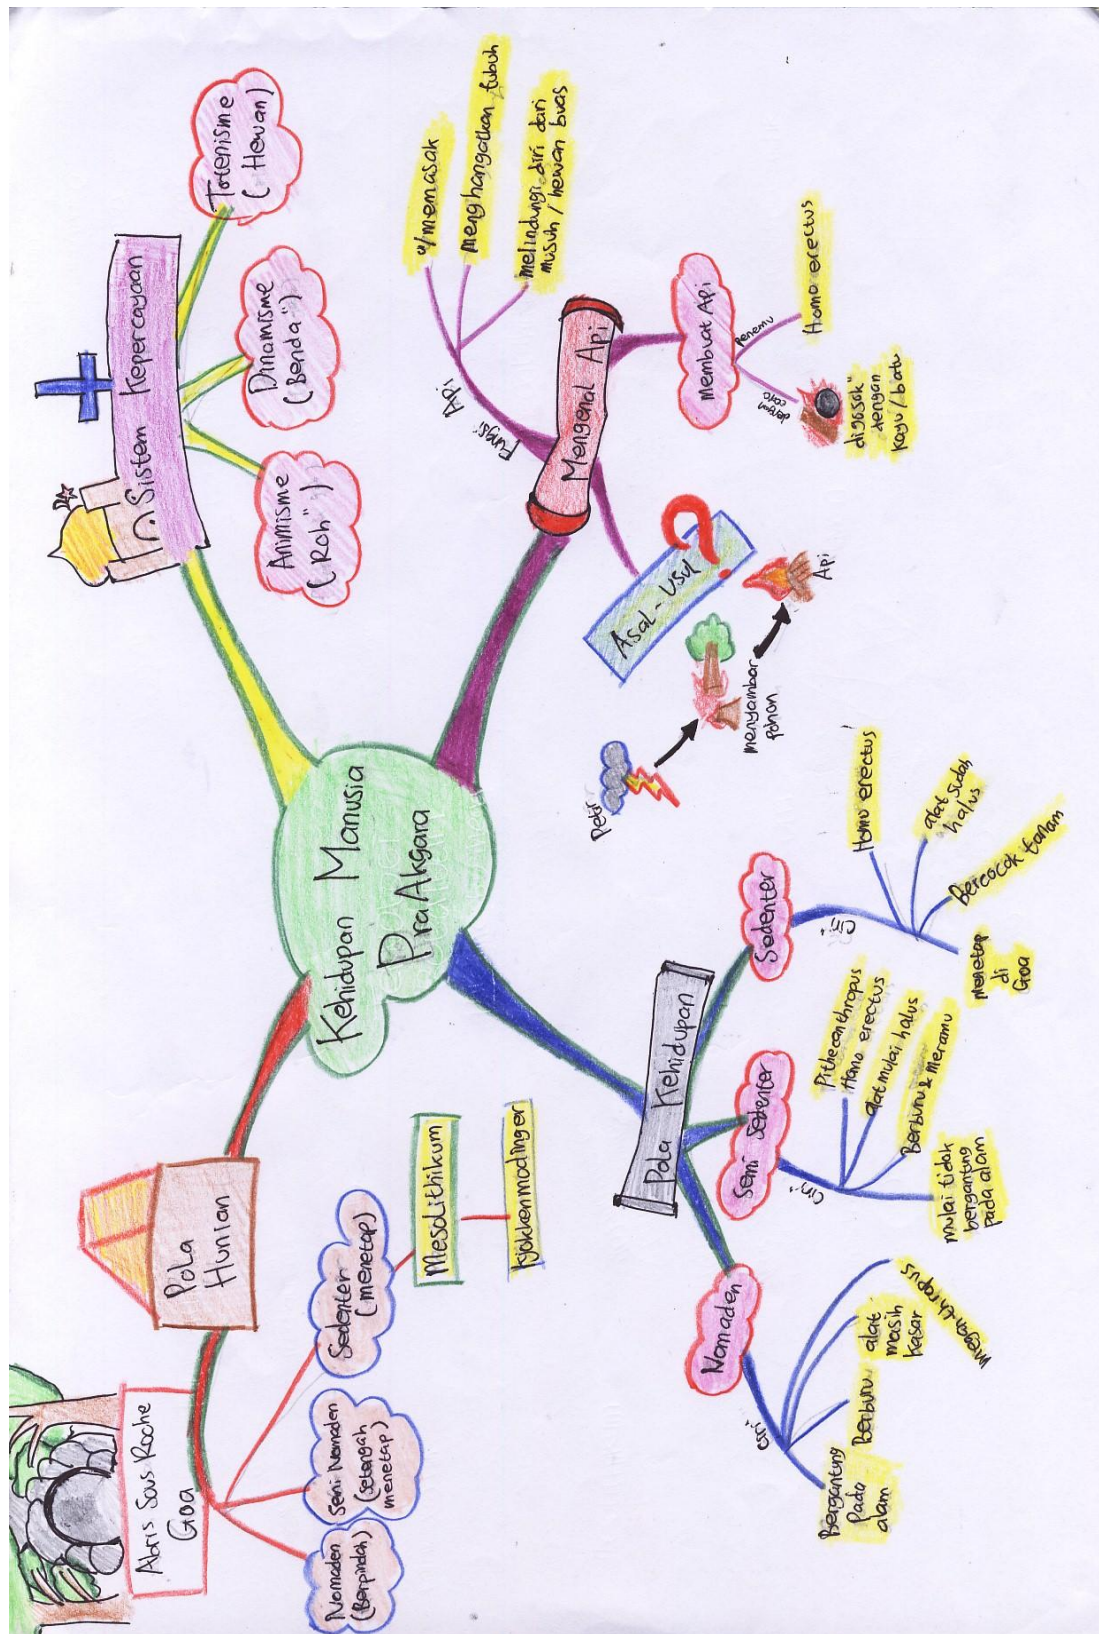 Kehidupan Manusia
PraAksara
Pola
Hunian
Abris Sous Roche
Goa
Nomaden
(Berpindah)
Semi Nomaden
(Setengah
menetap)
Sedenter
(menetap)
Mesolithikum
Kjokkenmodinger
Sistem Kepercayaan
Animisme
(Roh")
Dinamisme
(Benda")
Totenisme
(Hewan)
Mengenal Api
Fungsi Api
u/ memasak
menghangatkan tubuh
melindungi diri dari
musuh / hewan buas
Membuat Api
Penemu
Homo erectus
dengan
cara
digosok"
dengan
kayu / batu
Asal-Usul ?
Petir
menyambar
pohon
Api
Pola Kehidupan
Nomaden
Ciri"
Bergantung
Pada
alam
Berburu
alat
masih
kasar
Semi Sedenter
Ciri"
Pithecanthropus
Homo erectus
alat mulai halus
Berburu & meramu
mulai tidak
bergantung
pada alam
Sedenter
Ciri"
Homo erectus
alat sudah
halus
Bercocok tanam
menetap
di
Goa